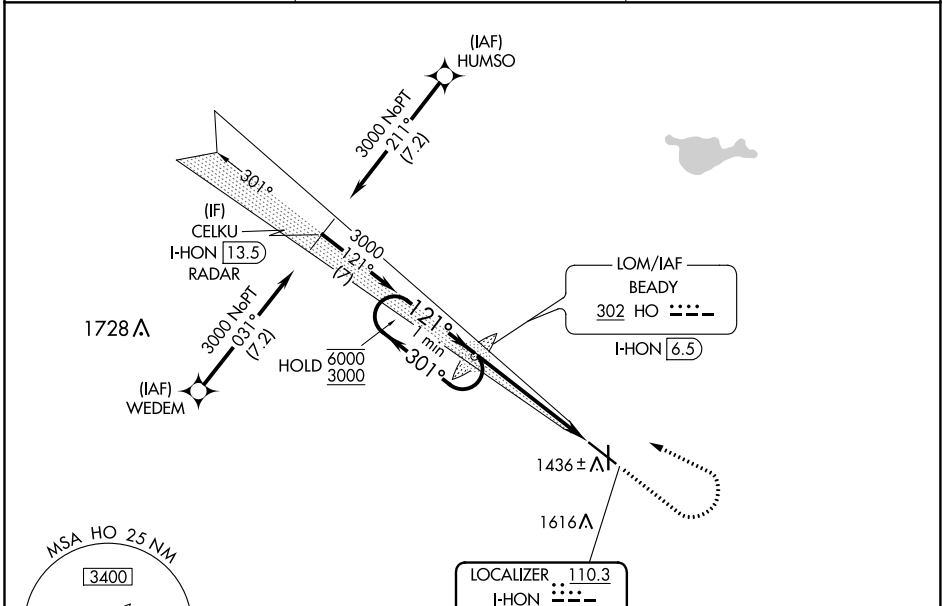 (IAF)
HUMSO
3000 NoPT
211°
(7.2)
301°
(IF)
CELKU
I-HON 13.5
RADAR
3000
121°
(7)
LOM/IAF
BEADY
302 HO
I-HON 6.5
1728
3000 NoPT
031°
(7.2)
(IAF)
WEDEM
HOLD 6000
3000
121°
1 min
301°
1436 ±
1616
MSA HO 25 NM
3400
LOCALIZER 110.3
I-HON